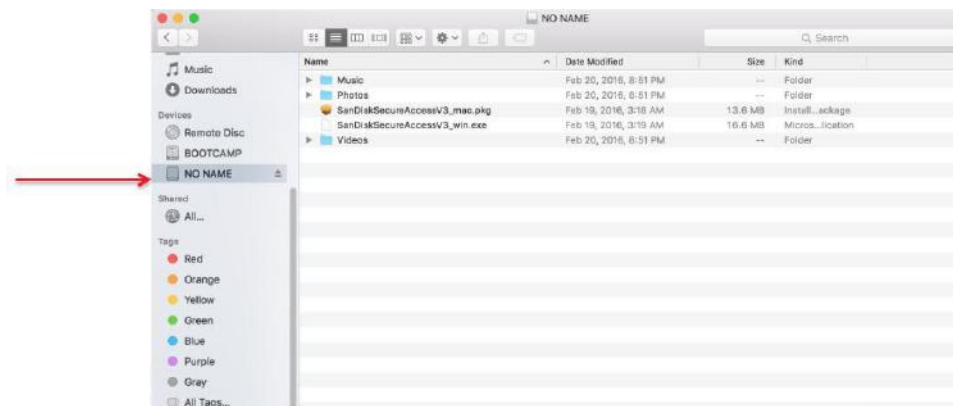 NO NAME
Search
Music
Downloads
Devices
Remote Disc
BOOTCAMP
NO NAME
Shared
All...
Tags
Red
Orange
Yellow
Green
Blue
Purple
Gray
All Tags...
Name Date Modified Size Kind
Music Feb 20, 2016, 8:51 PM -- Folder
Photos Feb 20, 2016, 8:51 PM -- Folder
SanDiskSecureAccessV3_mac.pkg Feb 19, 2016, 3:18 AM 13.6 MB Install...ackage
SanDiskSecureAccessV3_win.exe Feb 19, 2016, 3:19 AM 16.6 MB Micros...lication
Videos Feb 20, 2016, 8:51 PM -- Folder